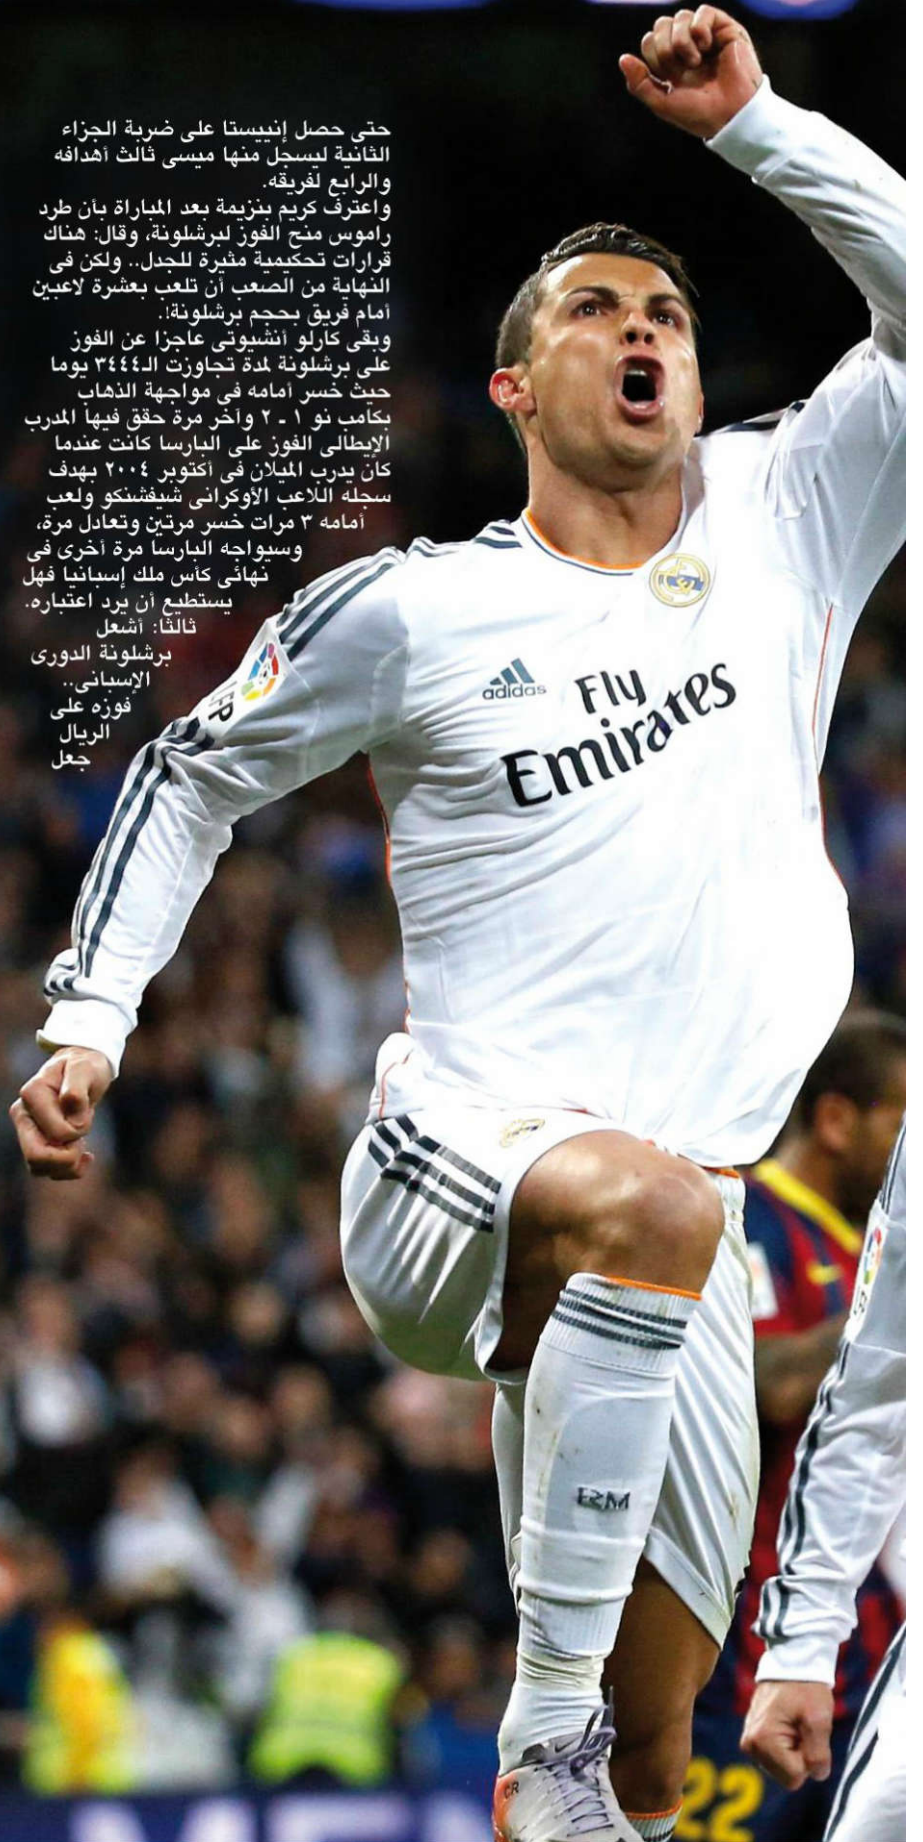 حتى حصل إنييستا على ضربة الجزاء
الثانية ليسجل منها ميسى ثالث أهدافه
والرابع لفريقه.
واعترف كريم بنزيمة بعد المباراة بأن طرد
راموس منح الفوز لبرشلونة، وقال: هناك
قرارات تحكيمية مثيرة للجدل.. ولكن فى
النهاية من الصعب أن تلعب بعشرة لاعبين
أمام فريق بحجم برشلونة!.
وبقى كارلو أنشيوتى عاجزا عن الفوز
على برشلونة لمدة تجاوزت الـ٣٤٤٤ يوما
حيث خسر أمامه فى مواجهة الذهاب
بكامب نو ١ ـ ٢ وآخر مرة حقق فيها المدرب
الإيطالى الفوز على البارسا كانت عندما
كان يدرب الميلان فى أكتوبر ٢٠٠٤ بهدف
سجله اللاعب الأوكرانى شيفشنكو ولعب
أمامه ٣ مرات خسر مرتين وتعادل مرة،
وسيواجه البارسا مرة أخرى فى
نهائى كأس ملك إسبانيا فهل
يستطيع أن يرد اعتباره.
ثالثا: أشعل
برشلونة الدورى
الإسبانى..
فوزه على
الريال
جعل
LFP
adidas
Fly
Emirates
RM
CR
22